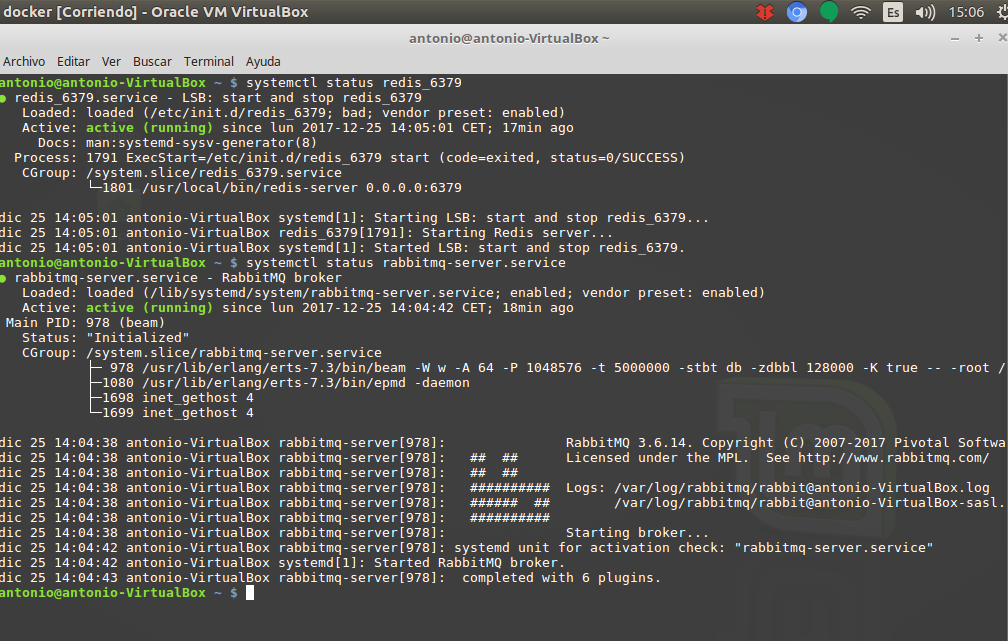 docker [Corriendo] - Oracle VM VirtualBox
Es
15:06
antonio@antonio-VirtualBox ~
Archivo Editar Ver Buscar Terminal Ayuda
antonio@antonio-VirtualBox ~ $ systemctl status redis_6379
● redis_6379.service - LSB: start and stop redis_6379
   Loaded: loaded (/etc/init.d/redis_6379; bad; vendor preset: enabled)
   Active: active (running) since lun 2017-12-25 14:05:01 CET; 17min ago
     Docs: man:systemd-sysv-generator(8)
  Process: 1791 ExecStart=/etc/init.d/redis_6379 start (code=exited, status=0/SUCCESS)
   CGroup: /system.slice/redis_6379.service
           └─1801 /usr/local/bin/redis-server 0.0.0.0:6379
dic 25 14:05:01 antonio-VirtualBox systemd[1]: Starting LSB: start and stop redis_6379...
dic 25 14:05:01 antonio-VirtualBox redis_6379[1791]: Starting Redis server...
dic 25 14:05:01 antonio-VirtualBox systemd[1]: Started LSB: start and stop redis_6379.
antonio@antonio-VirtualBox ~ $ systemctl status rabbitmq-server.service
● rabbitmq-server.service - RabbitMQ broker
   Loaded: loaded (/lib/systemd/system/rabbitmq-server.service; enabled; vendor preset: enabled)
   Active: active (running) since lun 2017-12-25 14:04:42 CET; 18min ago
 Main PID: 978 (beam)
   Status: "Initialized"
   CGroup: /system.slice/rabbitmq-server.service
           ├─ 978 /usr/lib/erlang/erts-7.3/bin/beam -W w -A 64 -P 1048576 -t 5000000 -stbt db -zdbbl 128000 -K true -- -root /
           ├─1080 /usr/lib/erlang/erts-7.3/bin/epmd -daemon
           ├─1698 inet_gethost 4
           └─1699 inet_gethost 4
dic 25 14:04:38 antonio-VirtualBox rabbitmq-server[978]:               RabbitMQ 3.6.14. Copyright (C) 2007-2017 Pivotal Softwa
dic 25 14:04:38 antonio-VirtualBox rabbitmq-server[978]:   ##  ##      Licensed under the MPL.  See http://www.rabbitmq.com/
dic 25 14:04:38 antonio-VirtualBox rabbitmq-server[978]:   ##  ##
dic 25 14:04:38 antonio-VirtualBox rabbitmq-server[978]:   ##########  Logs: /var/log/rabbitmq/rabbit@antonio-VirtualBox.log
dic 25 14:04:38 antonio-VirtualBox rabbitmq-server[978]:   ######  ##        /var/log/rabbitmq/rabbit@antonio-VirtualBox-sasl.
dic 25 14:04:38 antonio-VirtualBox rabbitmq-server[978]:   ##########
dic 25 14:04:38 antonio-VirtualBox rabbitmq-server[978]:               Starting broker...
dic 25 14:04:42 antonio-VirtualBox rabbitmq-server[978]: systemd unit for activation check: "rabbitmq-server.service"
dic 25 14:04:42 antonio-VirtualBox systemd[1]: Started RabbitMQ broker.
dic 25 14:04:43 antonio-VirtualBox rabbitmq-server[978]:  completed with 6 plugins.
antonio@antonio-VirtualBox ~ $